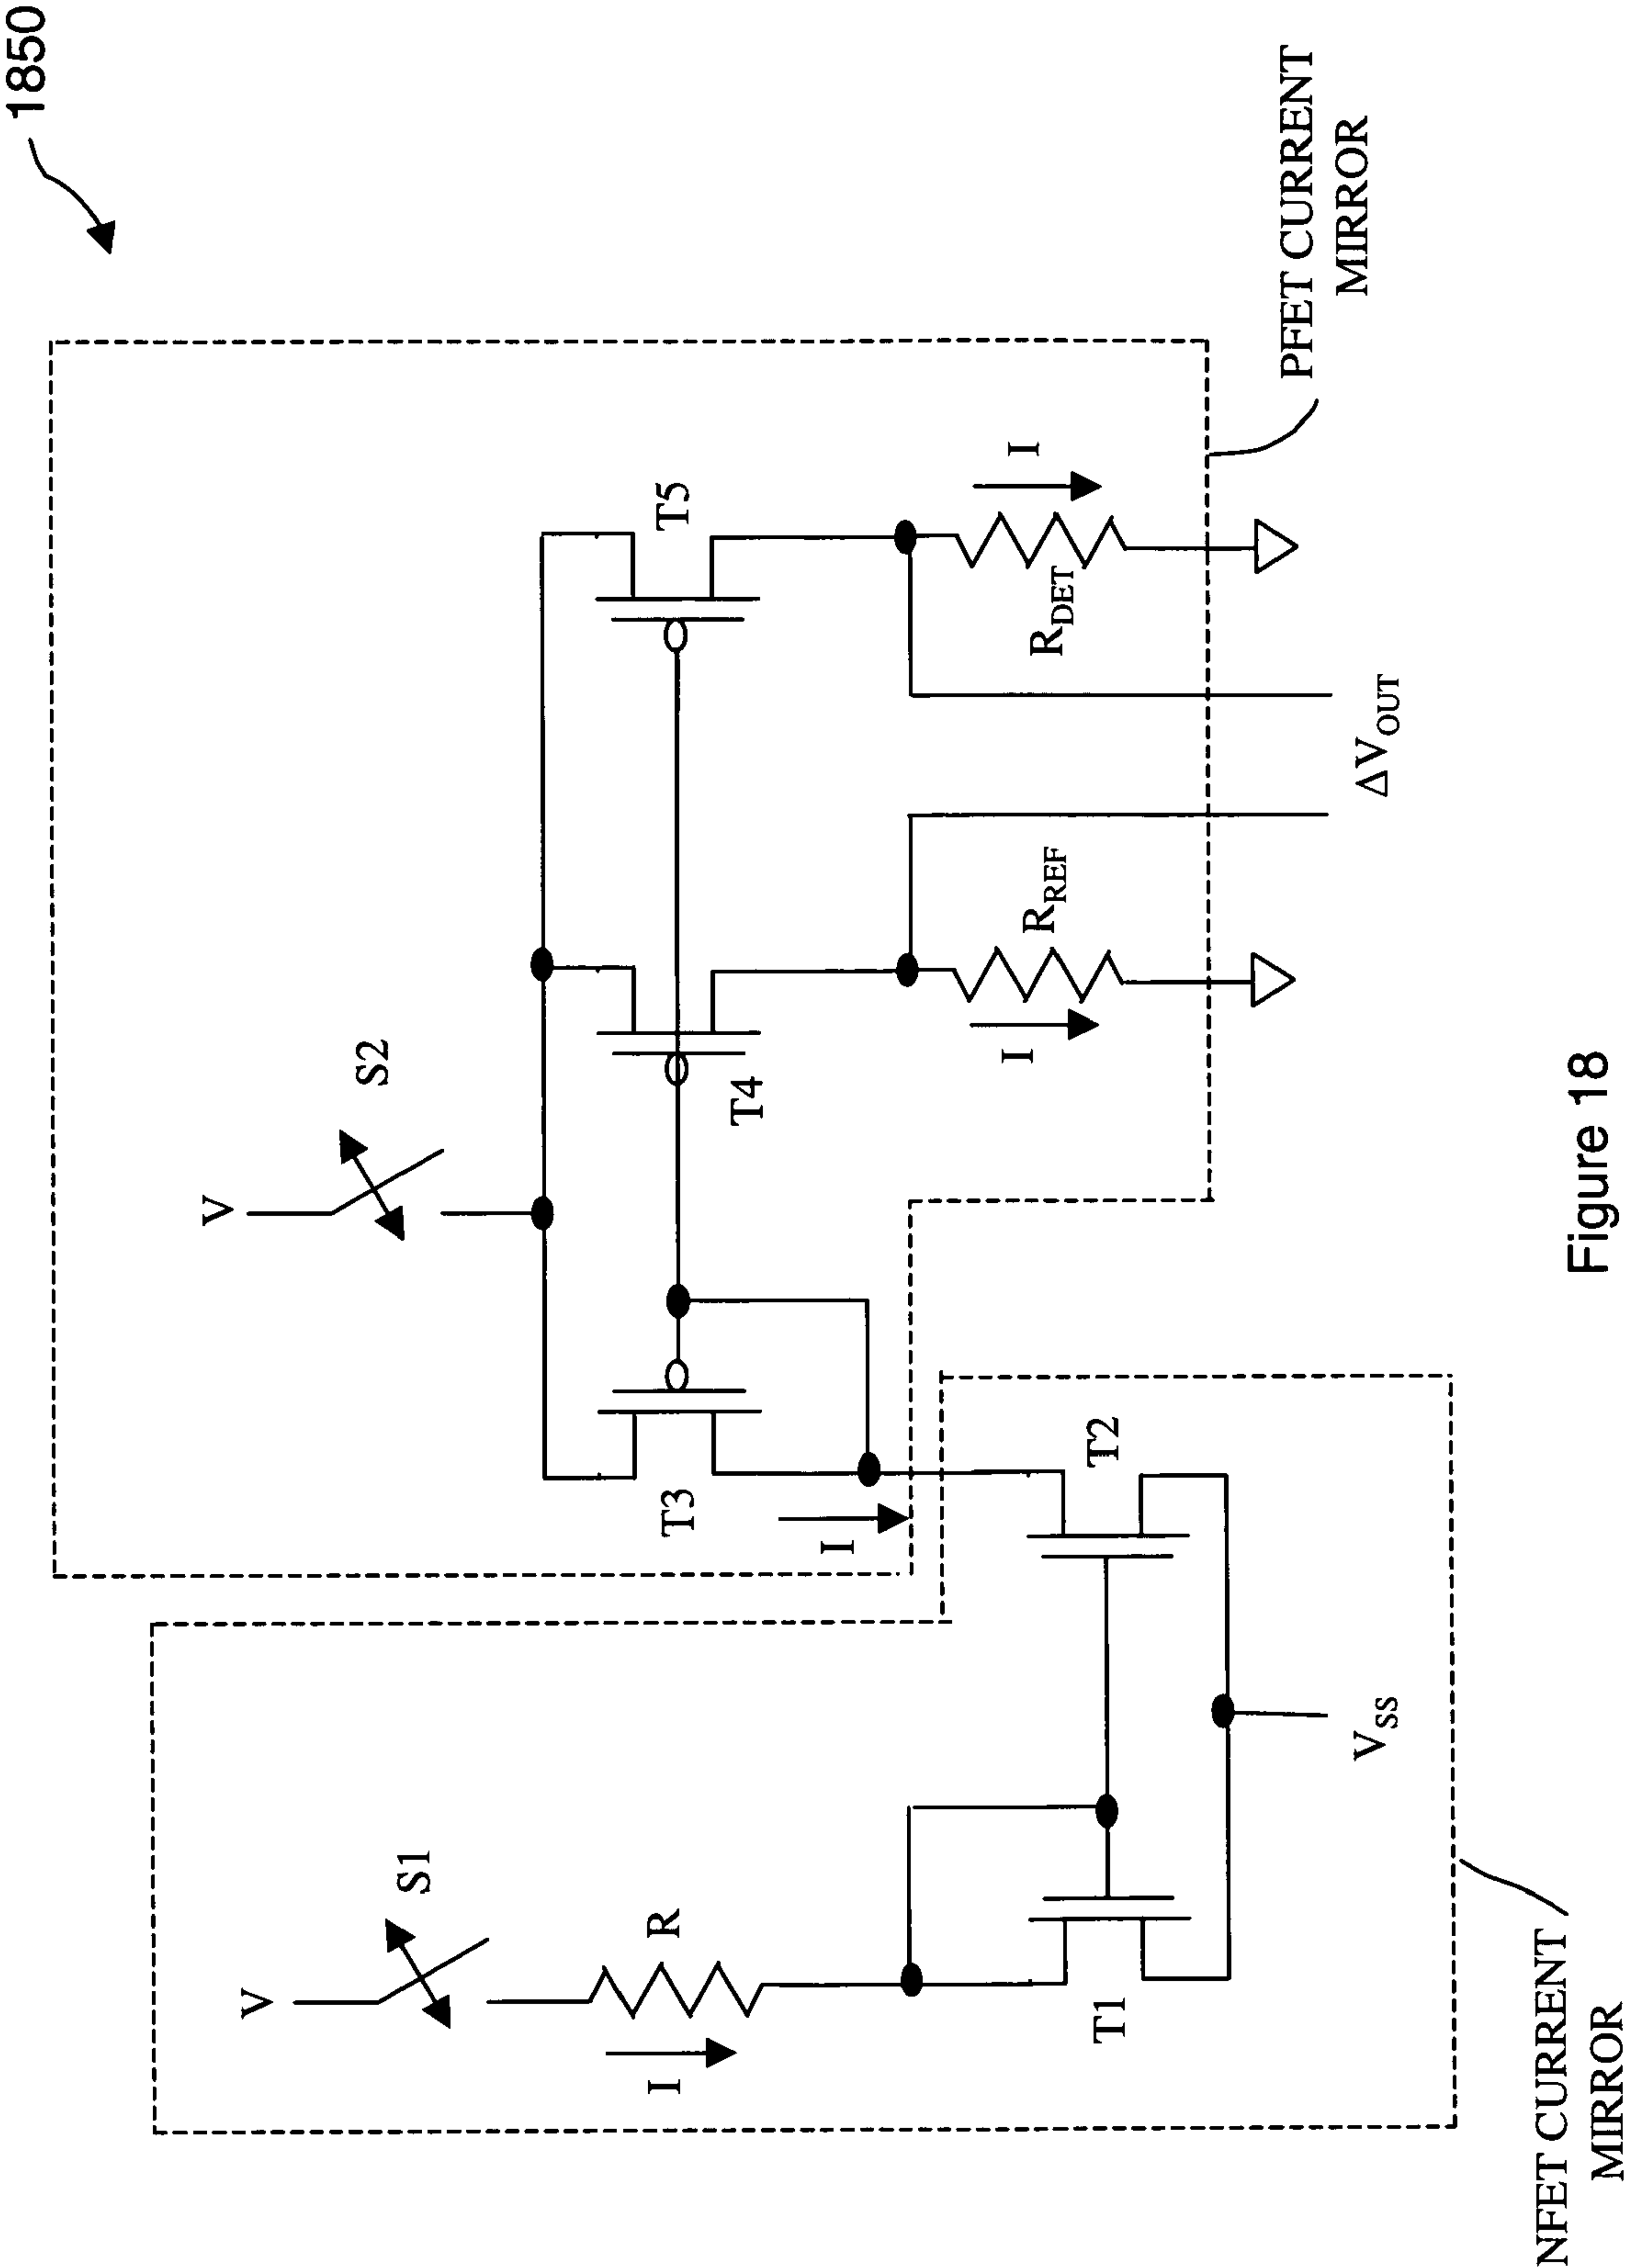 1850
V
S2
V
S1
T3
T4
T5
I
R
I
I
R_REF
R_DET
I
T1
T2
V_SS
ΔV_OUT
NFET CURRENT
MIRROR
PFET CURRENT
MIRROR
Figure 18